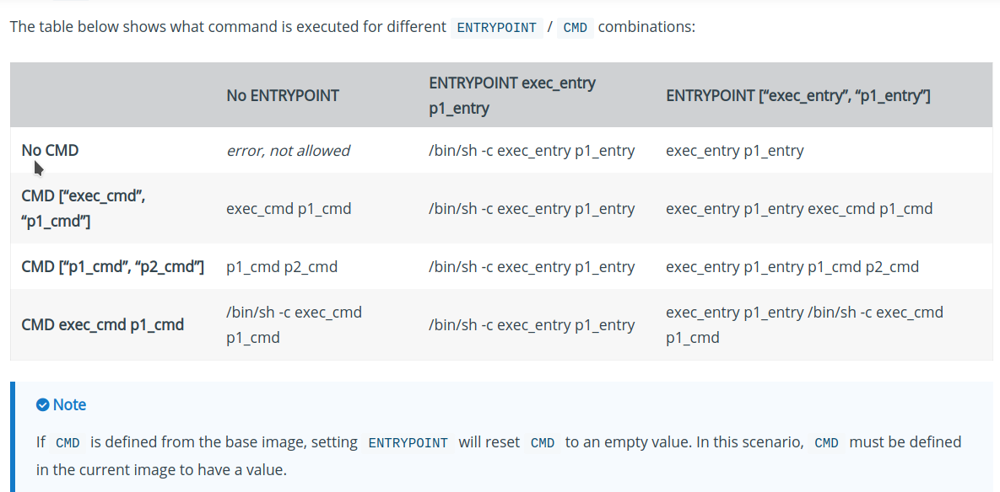 The table below shows what command is executed for different ENTRYPOINT / CMD combinations:
No ENTRYPOINT
ENTRYPOINT exec_entry
p1_entry
ENTRYPOINT [“exec_entry”, “p1_entry”]
No CMD
error, not allowed
/bin/sh -c exec_entry p1_entry
exec_entry p1_entry
CMD [“exec_cmd”,
“p1_cmd”]
exec_cmd p1_cmd
/bin/sh -c exec_entry p1_entry
exec_entry p1_entry exec_cmd p1_cmd
CMD [“p1_cmd”, “p2_cmd”]
p1_cmd p2_cmd
/bin/sh -c exec_entry p1_entry
exec_entry p1_entry p1_cmd p2_cmd
CMD exec_cmd p1_cmd
/bin/sh -c exec_cmd
p1_cmd
/bin/sh -c exec_entry p1_entry
exec_entry p1_entry /bin/sh -c exec_cmd
p1_cmd
Note
If CMD is defined from the base image, setting ENTRYPOINT will reset CMD to an empty value. In this scenario, CMD must be defined
in the current image to have a value.